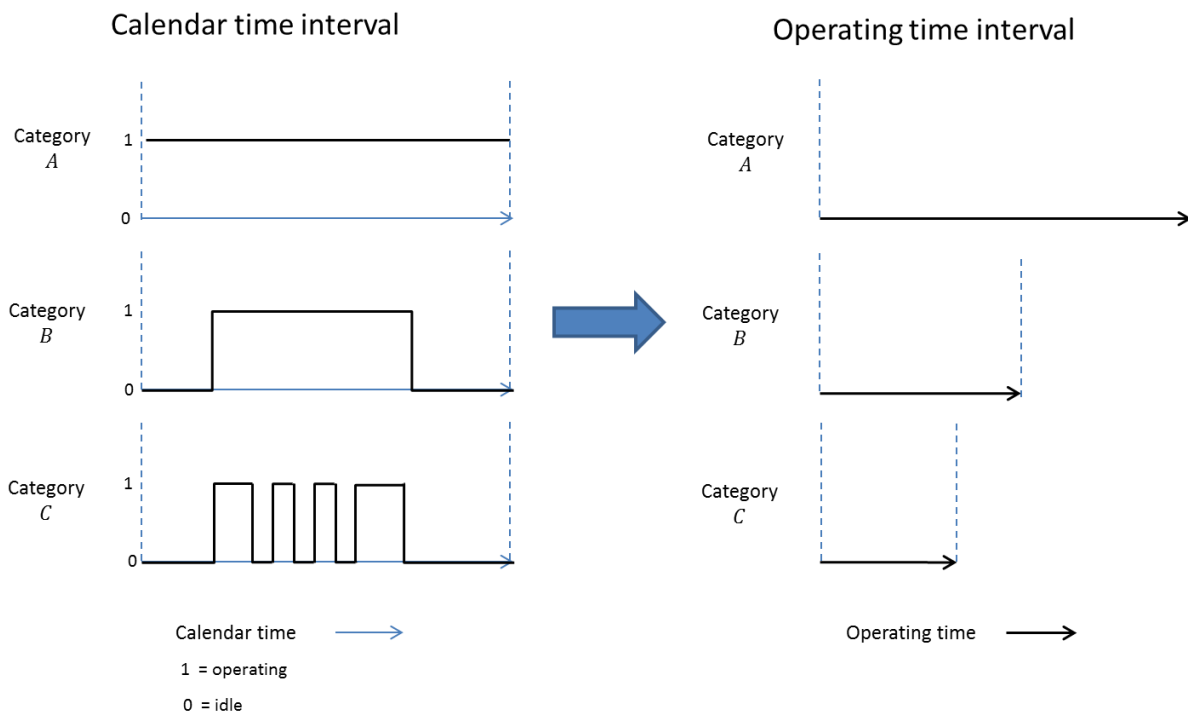 Calendar time interval
Operating time interval
Category
A
1
0
Category
A
Category
B
1
0
Category
B
Category
C
1
0
Category
C
Calendar time
1 = operating
0 = idle
Operating time